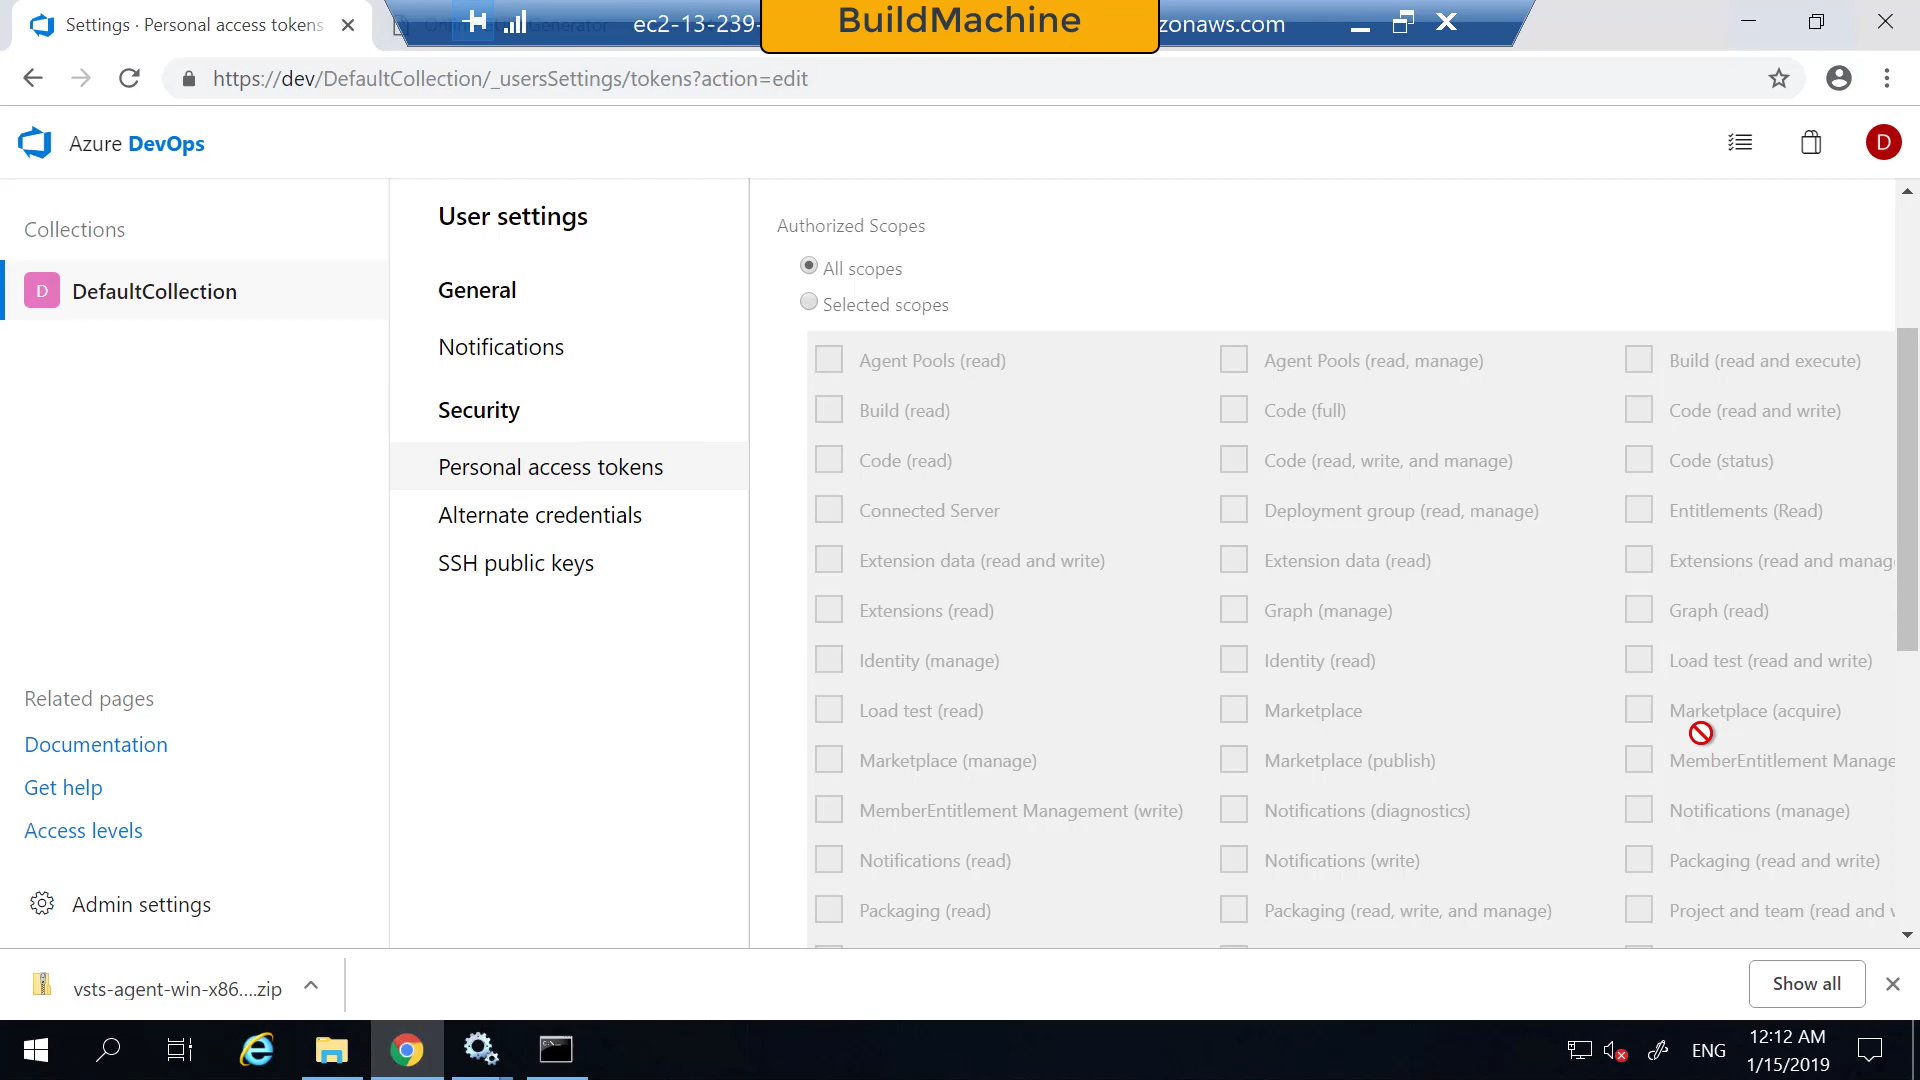 Settings · Personal access tokens
ec2-13-239-
BuildMachine
zonaws.com
https://dev/DefaultCollection/_usersSettings/tokens?action=edit
Azure DevOps
D
Collections
D
DefaultCollection
Related pages
Documentation
Get help
Access levels
Admin settings
User settings
General
Notifications
Security
Personal access tokens
Alternate credentials
SSH public keys
Authorized Scopes
All scopes
Selected scopes
Agent Pools (read)
Agent Pools (read, manage)
Build (read and execute)
Build (read)
Code (full)
Code (read and write)
Code (read)
Code (read, write, and manage)
Code (status)
Connected Server
Deployment group (read, manage)
Entitlements (Read)
Extension data (read and write)
Extension data (read)
Extensions (read and manag
Extensions (read)
Graph (manage)
Graph (read)
Identity (manage)
Identity (read)
Load test (read and write)
Load test (read)
Marketplace
Marketplace (acquire)
Marketplace (manage)
Marketplace (publish)
MemberEntitlement Manage
MemberEntitlement Management (write)
Notifications (diagnostics)
Notifications (manage)
Notifications (read)
Notifications (write)
Packaging (read and write)
Packaging (read)
Packaging (read, write, and manage)
Project and team (read and w
vsts-agent-win-x86....zip
Show all
ENG
12:12 AM
1/15/2019